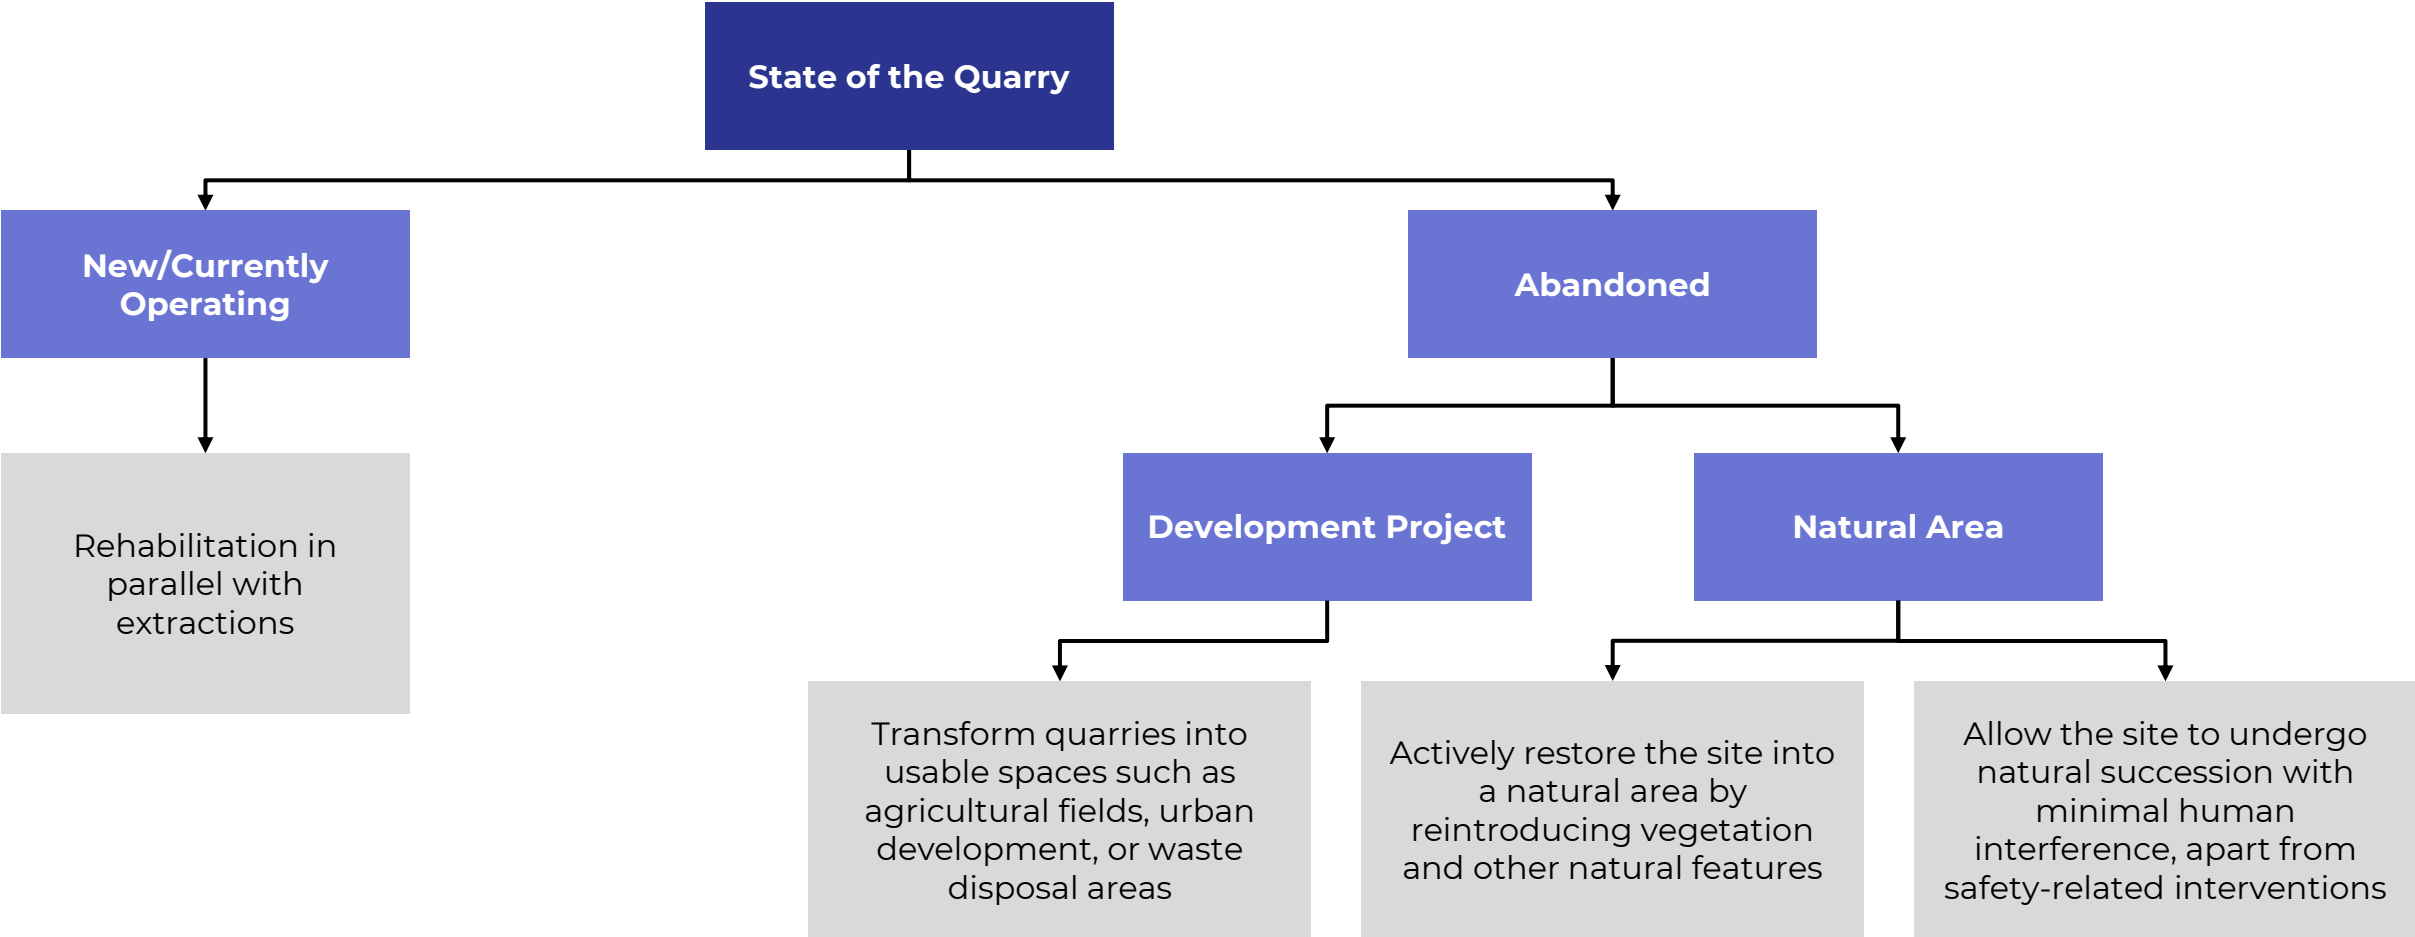 State of the Quarry
New/Currently
Operating
Abandoned
Rehabilitation in
parallel with
extractions
Development Project
Natural Area
Transform quarries into
usable spaces such as
agricultural fields, urban
development, or waste
disposal areas
Actively restore the site into
a natural area by
reintroducing vegetation
and other natural features
Allow the site to undergo
natural succession with
minimal human
interference, apart from
safety-related interventions